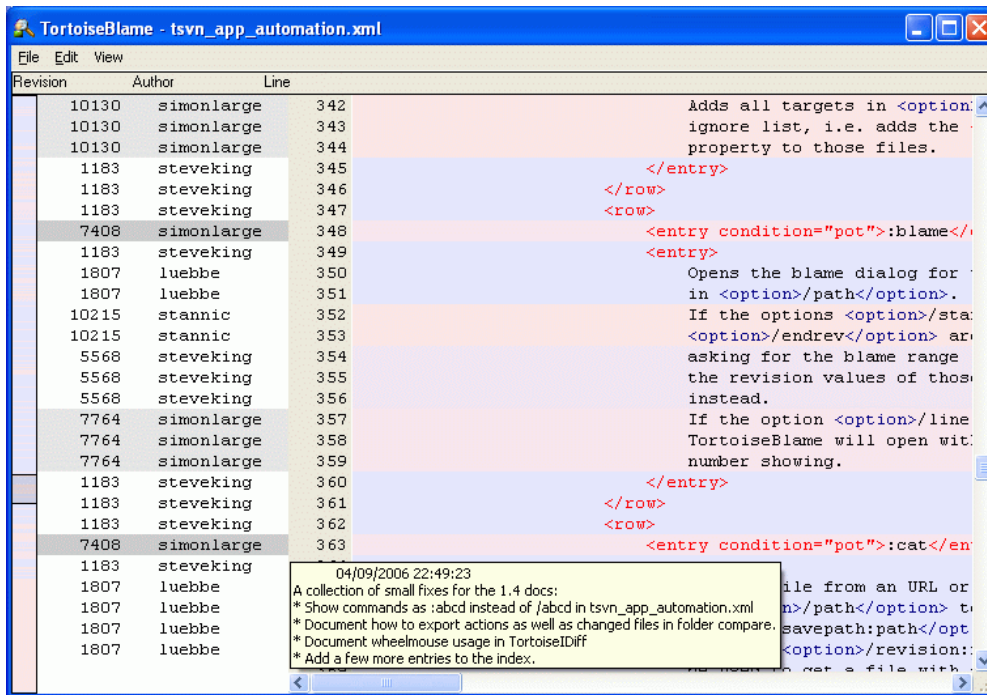 TortoiseBlame - tsvn_app_automation.xml
File Edit View
Revision Author Line
10130 simonlarge 342 Adds all targets in <option
10130 simonlarge 343 ignore list, i.e. adds the
10130 simonlarge 344 property to those files.
1183 steveking 345 </entry>
1183 steveking 346 </row>
1183 steveking 347 <row>
7408 simonlarge 348 <entry condition="pot">:blame</
1183 steveking 349 <entry>
1807 luebbe 350 Opens the blame dialog for
1807 luebbe 351 in <option>/path</option>.
10215 stannic 352 If the options <option>/sta
10215 stannic 353 <option>/endrev</option> ar
5568 steveking 354 asking for the blame range
5568 steveking 355 the revision values of thos
5568 steveking 356 instead.
7764 simonlarge 357 If the option <option>/line
7764 simonlarge 358 TortoiseBlame will open wit
7764 simonlarge 359 number showing.
1183 steveking 360 </entry>
1183 steveking 361 </row>
1183 steveking 362 <row>
7408 simonlarge 363 <entry condition="pot">:cat</en
1183 steveking
04/09/2006 22:49:23
A collection of small fixes for the 1.4 docs:
1807 luebbe ile from an URL or
* Show commands as :abcd instead of /abcd in tsvn_app_automation.xml
1807 luebbe n>/path</option> t
* Document how to export actions as well as changed files in folder compare.
1807 luebbe savepath:path</opt
* Document wheelmouse usage in TortoiseIDiff
1807 luebbe <option>/revision:
* Add a few more entries to the index.